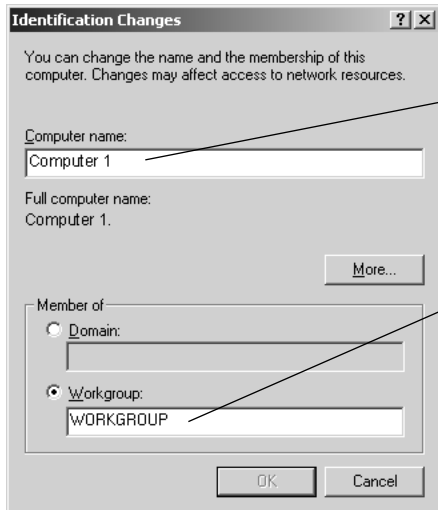 Identification Changes
You can change the name and the membership of this
computer. Changes may affect access to network resources.
Computer name:
Computer 1
Full computer name:
Computer 1.
More...
Member of
Domain:
Workgroup:
WORKGROUP
OK Cancel